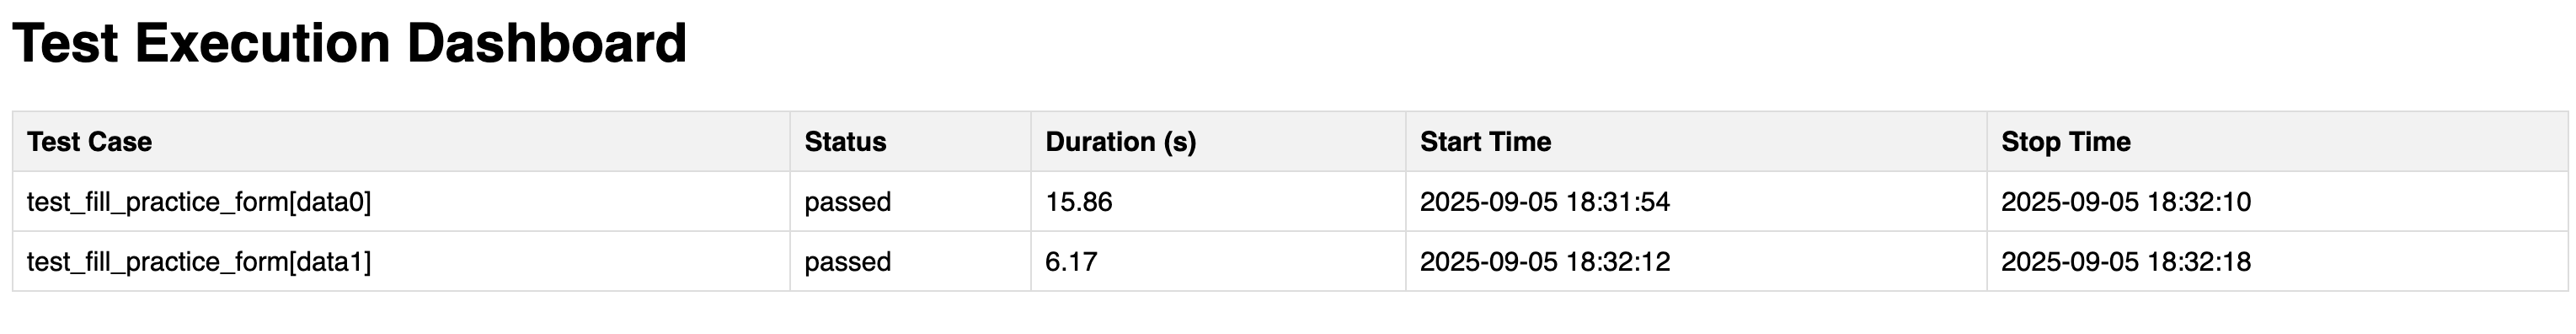 Test Execution Dashboard
Test Case Status Duration (s) Start Time Stop Time
test_fill_practice_form[data0] passed 15.86 2025-09-05 18:31:54 2025-09-05 18:32:10
test_fill_practice_form[data1] passed 6.17 2025-09-05 18:32:12 2025-09-05 18:32:18